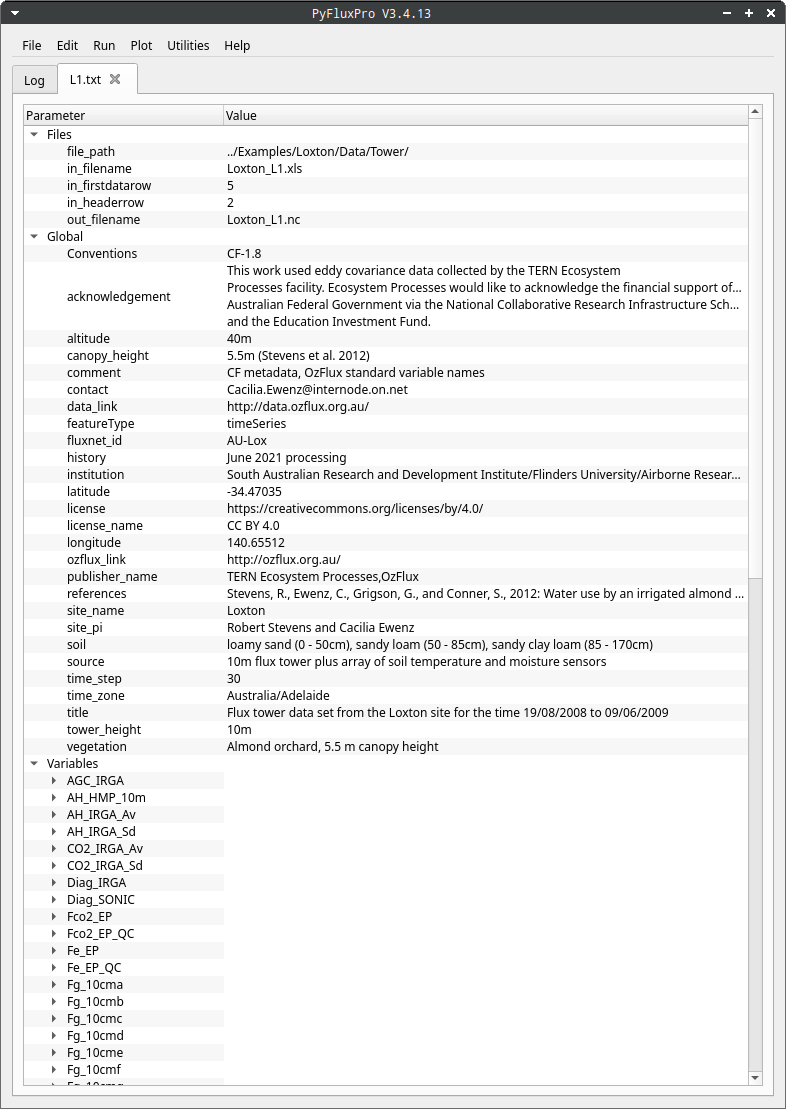 PyFluxPro V3.4.13
File Edit Run Plot Utilities Help
Log L1.txt
Parameter Value
Files
file_path ../Examples/Loxton/Data/Tower/
in_filename Loxton_L1.xls
in_firstdatarow 5
in_headerrow 2
out_filename Loxton_L1.nc
Global
Conventions CF-1.8
acknowledgement This work used eddy covariance data collected by the TERN Ecosystem
Processes facility. Ecosystem Processes would like to acknowledge the financial support of...
Australian Federal Government via the National Collaborative Research Infrastructure Sch...
and the Education Investment Fund.
altitude 40m
canopy_height 5.5m (Stevens et al. 2012)
comment CF metadata, OzFlux standard variable names
contact Cacilia.Ewenz@internode.on.net
data_link http://data.ozflux.org.au/
featureType timeSeries
fluxnet_id AU-Lox
history June 2021 processing
institution South Australian Research and Development Institute/Flinders University/Airborne Resear...
latitude -34.47035
license https://creativecommons.org/licenses/by/4.0/
license_name CC BY 4.0
longitude 140.65512
ozflux_link http://ozflux.org.au/
publisher_name TERN Ecosystem Processes,OzFlux
references Stevens, R., Ewenz, C., Grigson, G., and Conner, S., 2012: Water use by an irrigated almond ...
site_name Loxton
site_pi Robert Stevens and Cacilia Ewenz
soil loamy sand (0 - 50cm), sandy loam (50 - 85cm), sandy clay loam (85 - 170cm)
source 10m flux tower plus array of soil temperature and moisture sensors
time_step 30
time_zone Australia/Adelaide
title Flux tower data set from the Loxton site for the time 19/08/2008 to 09/06/2009
tower_height 10m
vegetation Almond orchard, 5.5 m canopy height
Variables
AGC_IRGA
AH_HMP_10m
AH_IRGA_Av
AH_IRGA_Sd
CO2_IRGA_Av
CO2_IRGA_Sd
Diag_IRGA
Diag_SONIC
Fco2_EP
Fco2_EP_QC
Fe_EP
Fe_EP_QC
Fg_10cma
Fg_10cmb
Fg_10cmc
Fg_10cmd
Fg_10cme
Fg_10cmf